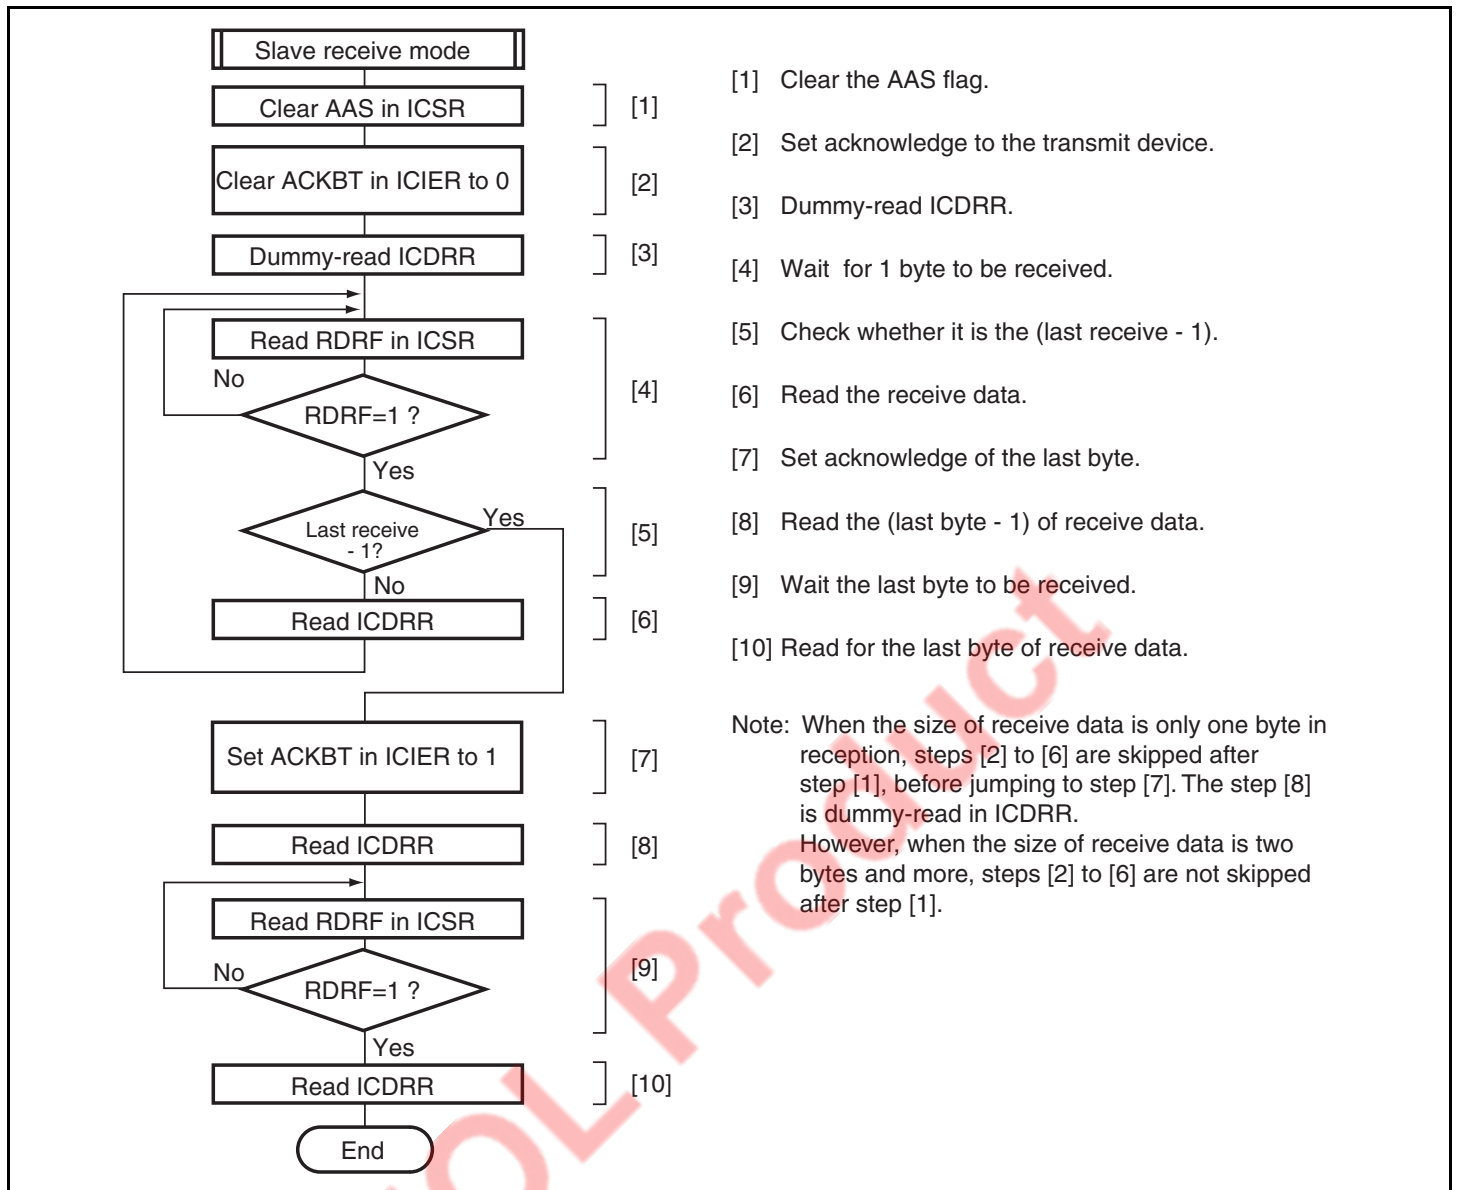 Slave receive mode
Clear AAS in ICSR
[1]
Clear ACKBT in ICIER to 0
[2]
Dummy-read ICDRR
[3]
Read RDRF in ICSR
No
RDRF=1 ?
[4]
Yes
Last receive
- 1?
Yes
[5]
No
Read ICDRR
[6]
Set ACKBT in ICIER to 1
[7]
Read ICDRR
[8]
Read RDRF in ICSR
No
RDRF=1 ?
[9]
Yes
Read ICDRR
[10]
End
[1] Clear the AAS flag.
[2] Set acknowledge to the transmit device.
[3] Dummy-read ICDRR.
[4] Wait for 1 byte to be received.
[5] Check whether it is the (last receive - 1).
[6] Read the receive data.
[7] Set acknowledge of the last byte.
[8] Read the (last byte - 1) of receive data.
[9] Wait the last byte to be received.
[10] Read for the last byte of receive data.
Note: When the size of receive data is only one byte in
reception, steps [2] to [6] are skipped after
step [1], before jumping to step [7]. The step [8]
is dummy-read in ICDRR.
However, when the size of receive data is two
bytes and more, steps [2] to [6] are not skipped
after step [1].
OL Product